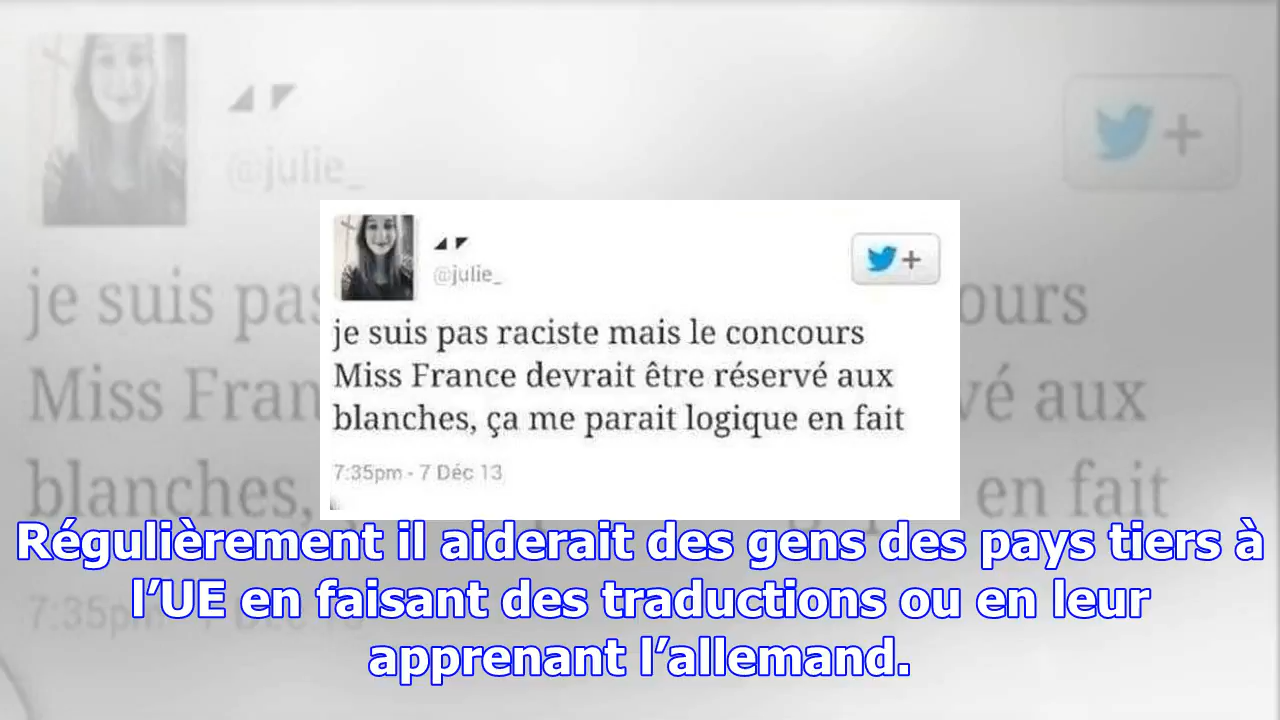 @julie_
je suis pas raciste mais le concours
Miss France devrait être réservé aux
blanches, ça me parait logique en fait
7:35pm - 7 Déc 13
Régulièrement il aiderait des gens des pays tiers à
l’UE en faisant des traductions ou en leur
apprenant l’allemand.